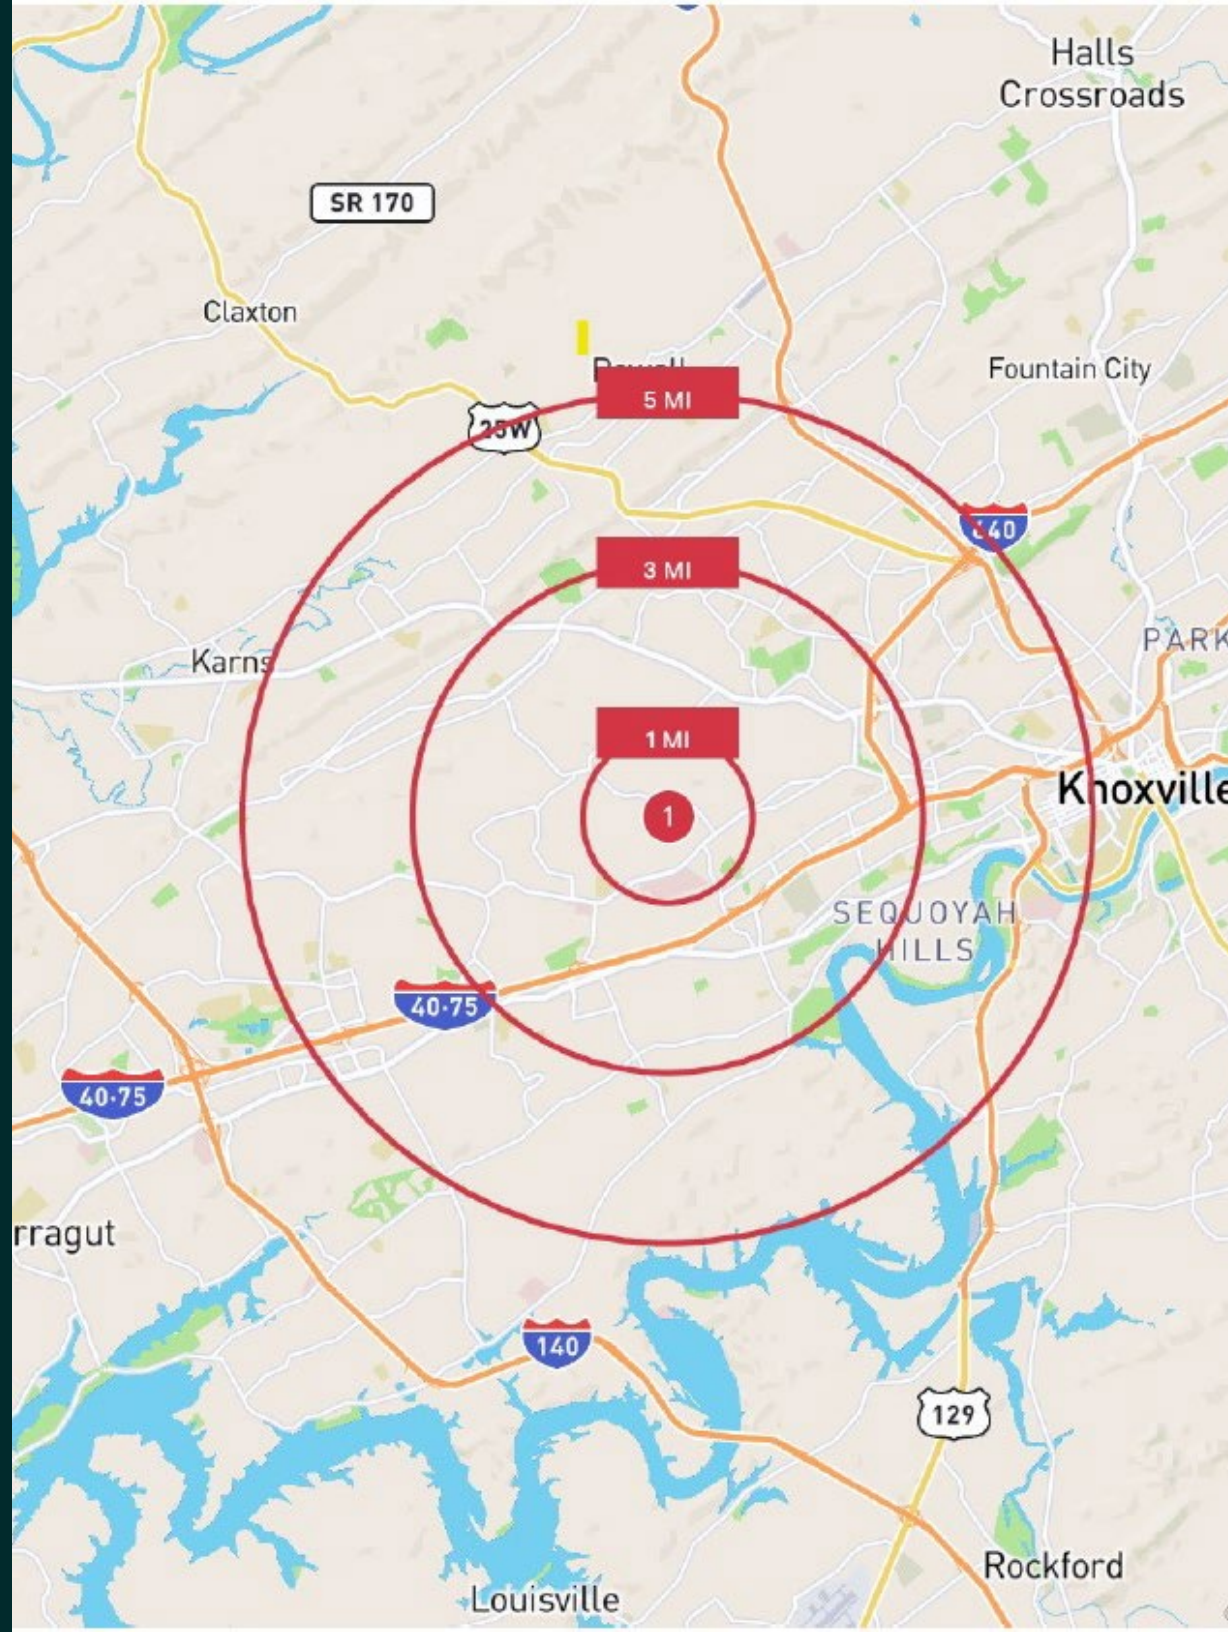 Halls
Crossroads
SR 170
Claxton
Fountain City
5 MI
25W
640
3 MI
PARK
Karns
1 MI
1
Knoxville
SEQUOYAH
HILLS
40·75
40·75
rragut
140
129
Rockford
Louisville